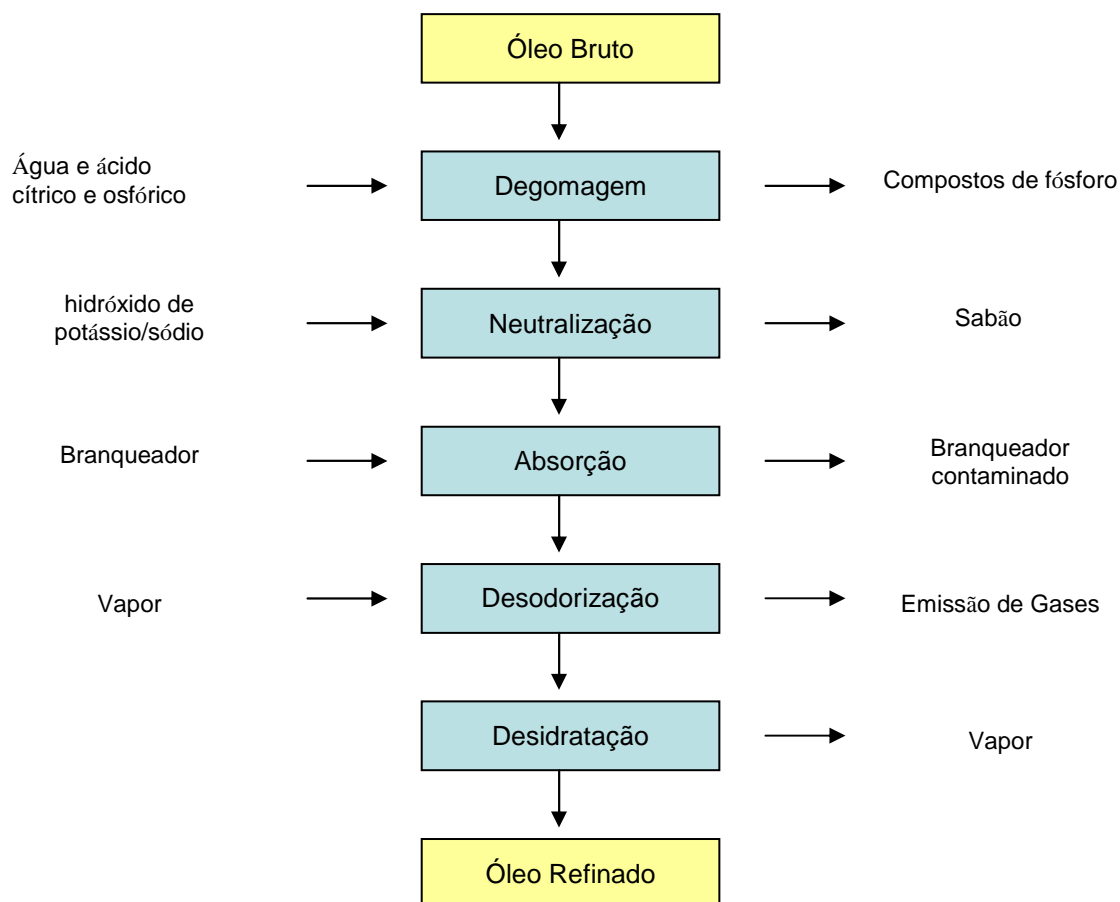 Óleo Bruto
Água e ácido
cítrico e osfórico
Degomagem
Compostos de fósforo
hidróxido de
potássio/sódio
Neutralização
Sabão
Branqueador
Absorção
Branqueador
contaminado
Vapor
Desodorização
Emissão de Gases
Desidratação
Vapor
Óleo Refinado